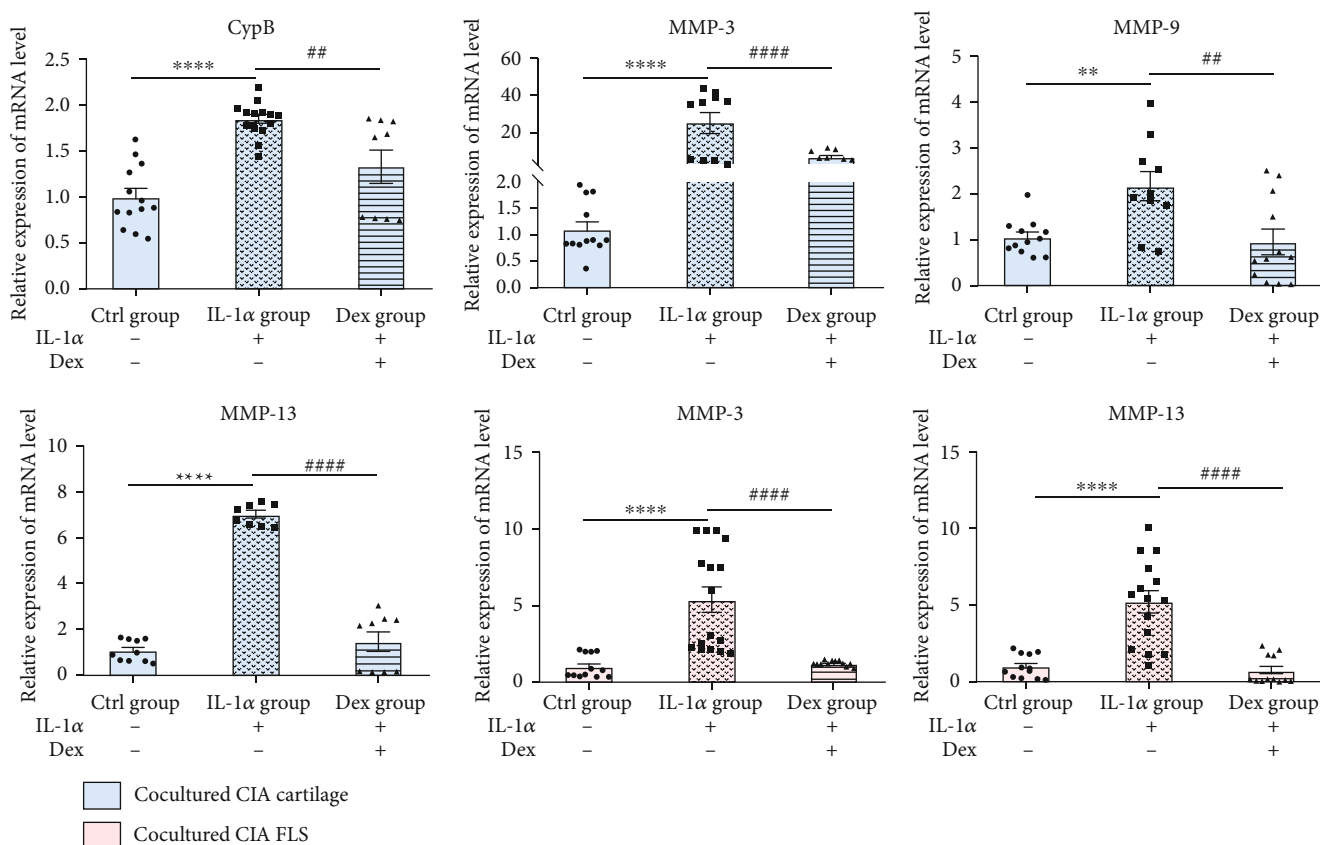 CypB
Relative expression of mRNA level
2.5
2.0
1.5
1.0
0.5
0.0
****
##
Ctrl group IL-1α group Dex group
IL-1α – + +
Dex – – +
MMP-3
Relative expression of mRNA level
60
40
20
2.0
1.5
1.0
0.5
0.0
****
####
Ctrl group IL-1α group Dex group
IL-1α – + +
Dex – – +
MMP-9
Relative expression of mRNA level
5
4
3
2
1
0
**
##
Ctrl group IL-1α group Dex group
IL-1α – + +
Dex – – +
MMP-13
Relative expression of mRNA level
10
8
6
4
2
0
****
####
Ctrl group IL-1α group Dex group
IL-1α – + +
Dex – – +
MMP-3
Relative expression of mRNA level
15
10
5
0
****
####
Ctrl group IL-1α group Dex group
IL-1α – + +
Dex – – +
MMP-13
Relative expression of mRNA level
15
10
5
0
****
####
Ctrl group IL-1α group Dex group
IL-1α – + +
Dex – – +
Cocultured CIA cartilage
Cocultured CIA FLS